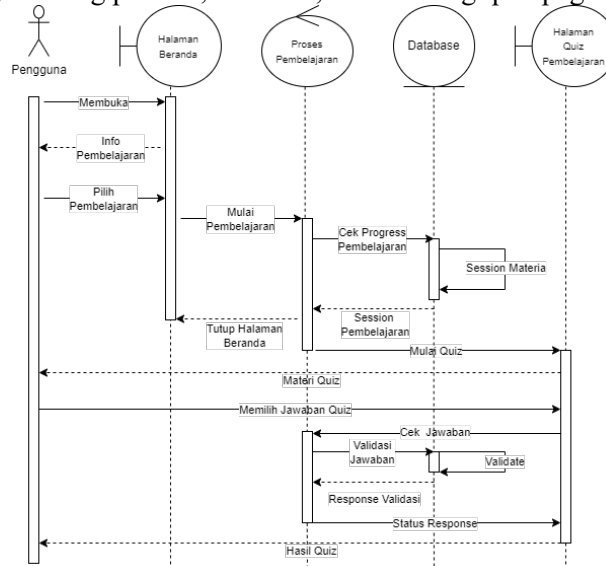 Halaman
Beranda
Proses
Pembelajaran
Database
Halaman
Quiz
Pembelajaran
Pengguna
Membuka
Info
Pembelajaran
Pilih
Pembelajaran
Mulai
Pembelajaran
Cek Progress
Pembelajaran
Session Materia
Session
Pembelajaran
Tutup Halaman
Beranda
Mulai Quiz
Materi Quiz
Memilih Jawaban Quiz
Cek Jawaban
Validasi
Jawaban
Validate
Response Validasi
Status Response
Hasil Quiz